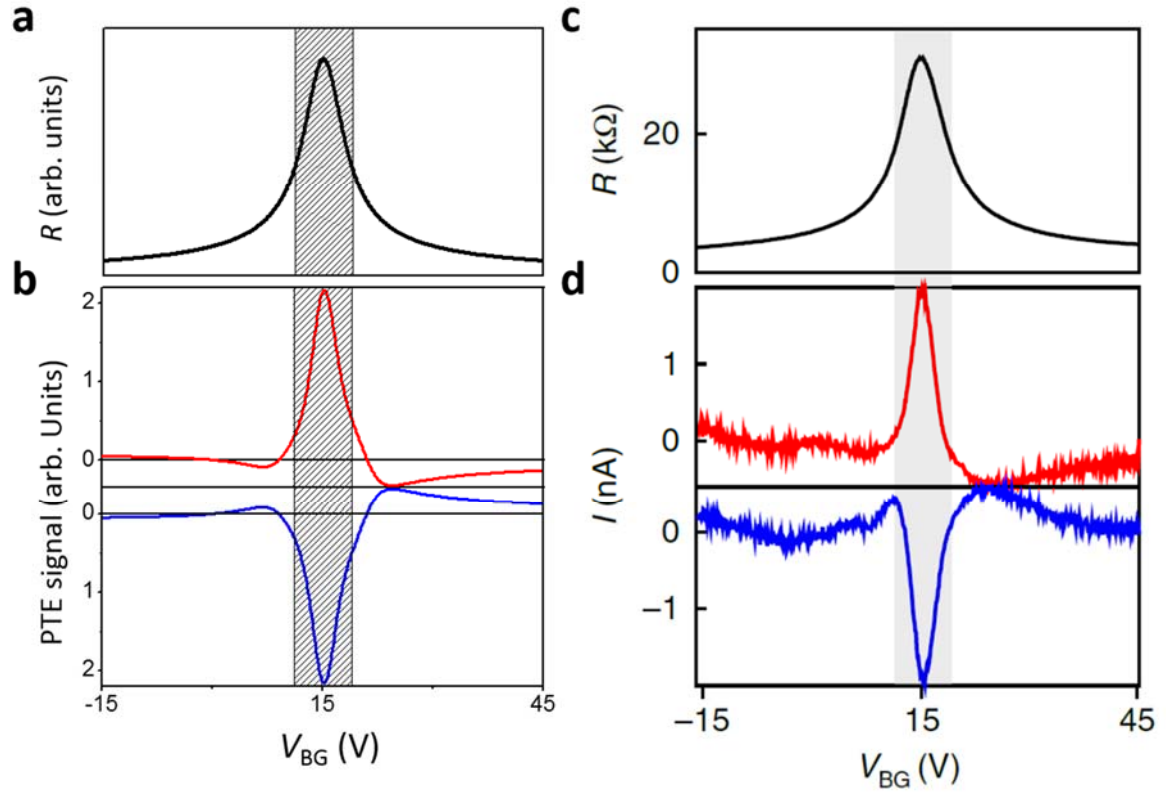 a
R (arb. units)
b
PTE signal (arb. Units)
2
1
0
0
1
2
-15
15
45
V_BG (V)
c
R (kΩ)
20
0
d
I (nA)
1
0
0
−1
−15
15
45
V_BG (V)